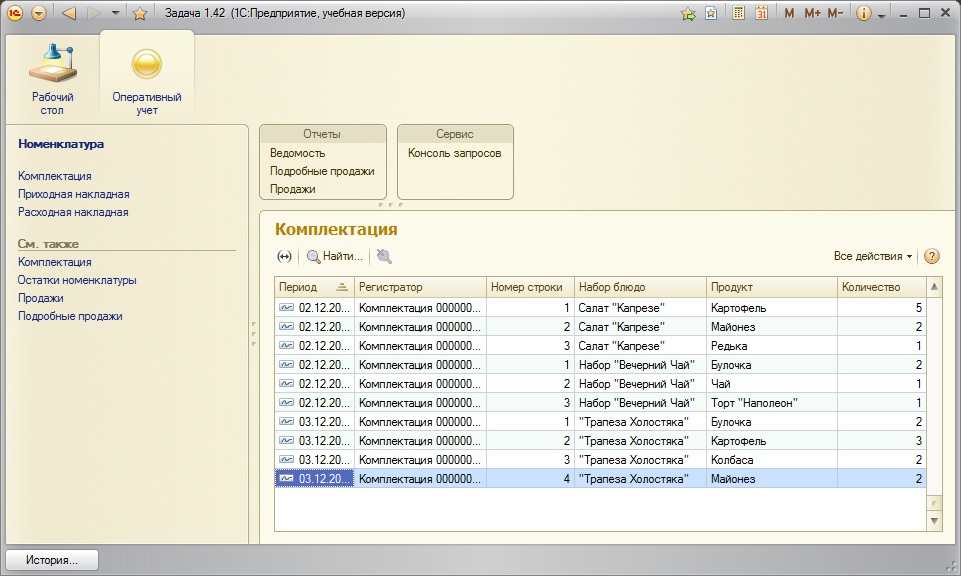 Задача 1.42 (1С:Предприятие, учебная версия)
M M+ M-
Рабочий
стол
Оперативный
учет
Номенклатура
Комплектация
Приходная накладная
Расходная накладная
См. также
Комплектация
Остатки номенклатуры
Продажи
Подробные продажи
Отчеты
Ведомость
Подробные продажи
Продажи
Сервис
Консоль запросов
Комплектация
Найти...
Все действия
Период Регистратор Номер строки Набор блюдо Продукт Количество
02.12.20... Комплектация 000000... 1 Салат "Капрезе" Картофель 5
02.12.20... Комплектация 000000... 2 Салат "Капрезе" Майонез 2
02.12.20... Комплектация 000000... 3 Салат "Капрезе" Редька 1
02.12.20... Комплектация 000000... 1 Набор "Вечерний Чай" Булочка 2
02.12.20... Комплектация 000000... 2 Набор "Вечерний Чай" Чай 1
02.12.20... Комплектация 000000... 3 Набор "Вечерний Чай" Торт "Наполеон" 1
03.12.20... Комплектация 000000... 1 "Трапеза Холостяка" Булочка 2
03.12.20... Комплектация 000000... 2 "Трапеза Холостяка" Картофель 3
03.12.20... Комплектация 000000... 3 "Трапеза Холостяка" Колбаса 2
03.12.20... Комплектация 000000... 4 "Трапеза Холостяка" Майонез 2
История...